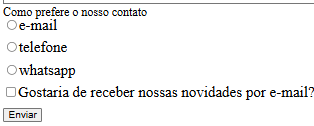 Como prefere o nosso contato
e-mail
telefone
whatsapp
Gostaria de receber nossas novidades por e-mail?
Enviar